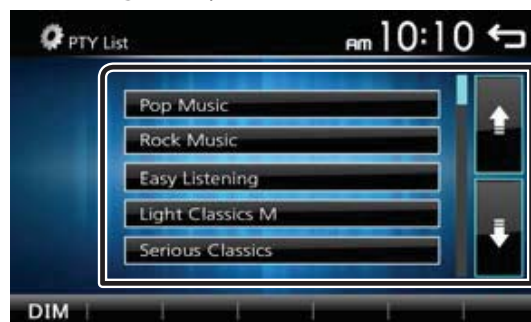 PTY List
AM 10:10
Pop Music
Rock Music
Easy Listening
Light Classics M
Serious Classics
DIM